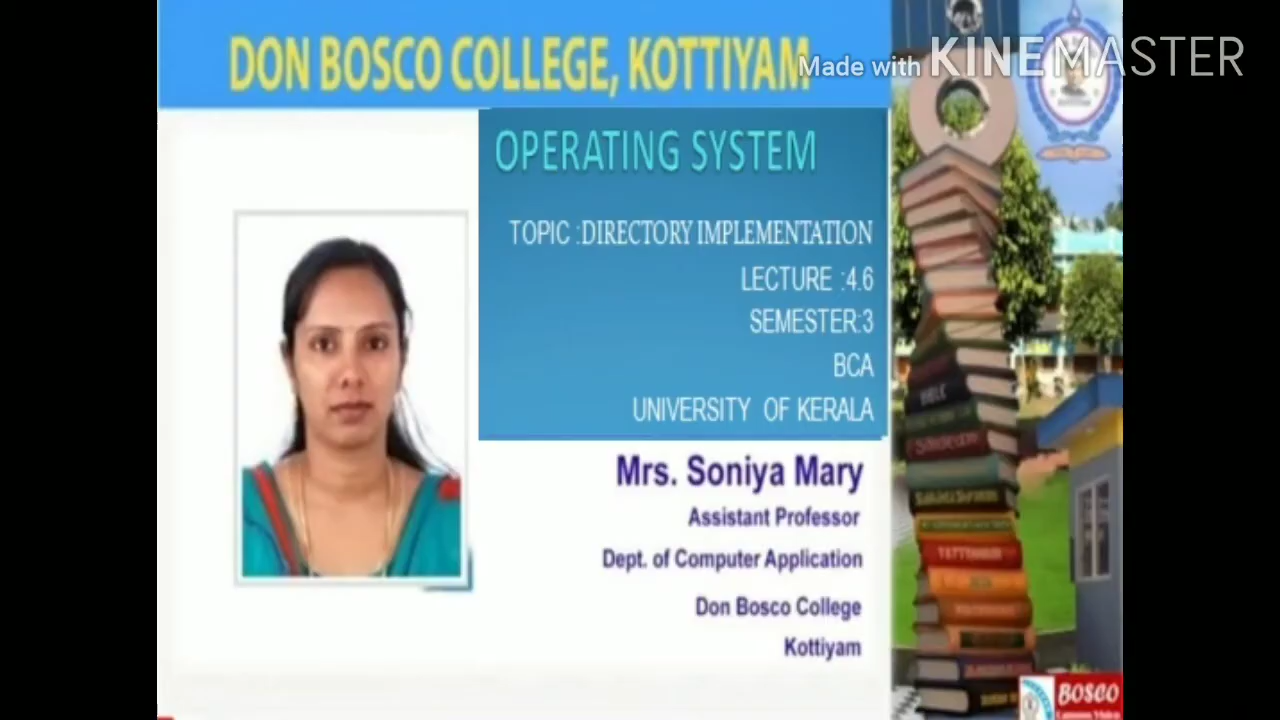 DON BOSCO COLLEGE, KOTTIYAM
Made with KINEMASTER
OPERATING SYSTEM
TOPIC :DIRECTORY IMPLEMENTATION
LECTURE :4.6
SEMESTER:3
BCA
UNIVERSITY OF KERALA
Mrs. Soniya Mary
Assistant Professor
Dept. of Computer Application
Don Bosco College
Kottiyam
BOSCO